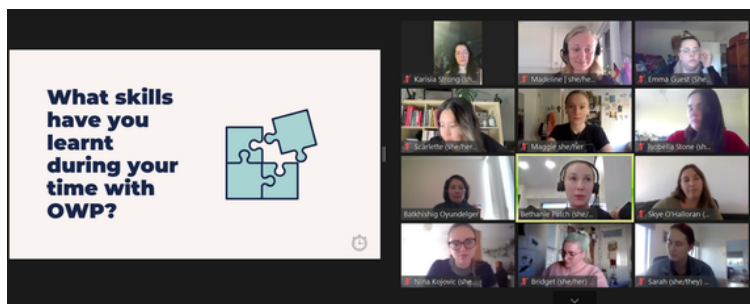 What skills
have you
learnt
during your
time with
OWP?
Karisia Strong (sh...
Madeline | she/he...
Emma Guest (She...
Scarlette (she/her...
Maggie she/her
Isobella Stone (sh...
Batkhishig Oyundelger
Bethanie Patch (she/...
Skye O'Halloran (...
Nina Kojovic (she...
Bridget (she/her) ...
Sarah (she/they) ...